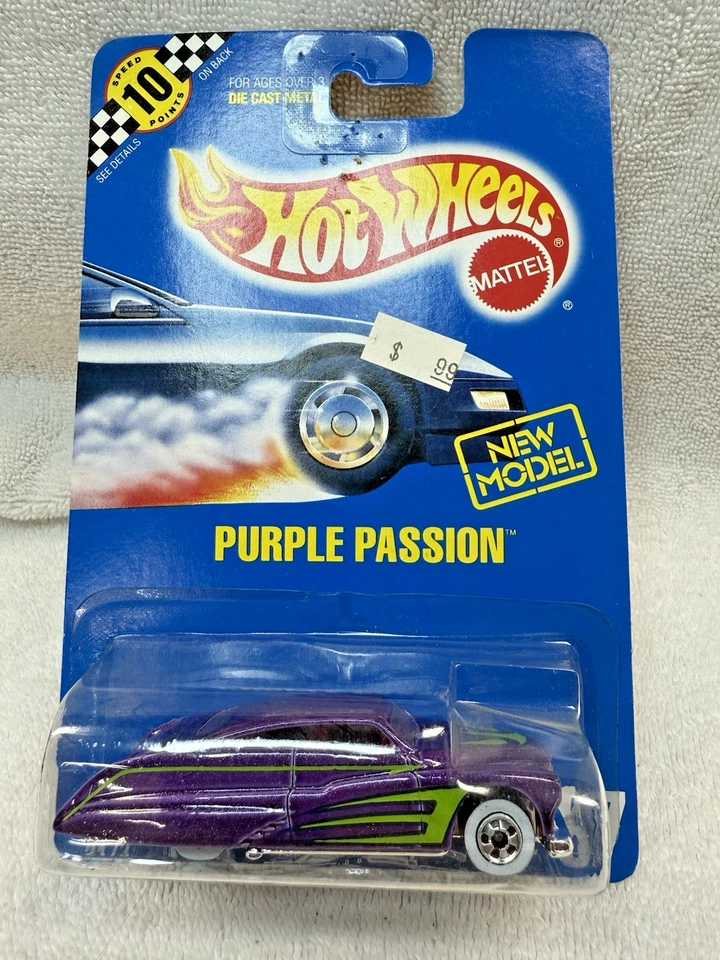 SPEED
10
POINTS
ON BACK
SEE DETAILS
FOR AGES OVER 3
DIE CAST METAL
HOT WHEELS®
MATTEL
®
$ .99
NEW
MODEL
PURPLE PASSION™